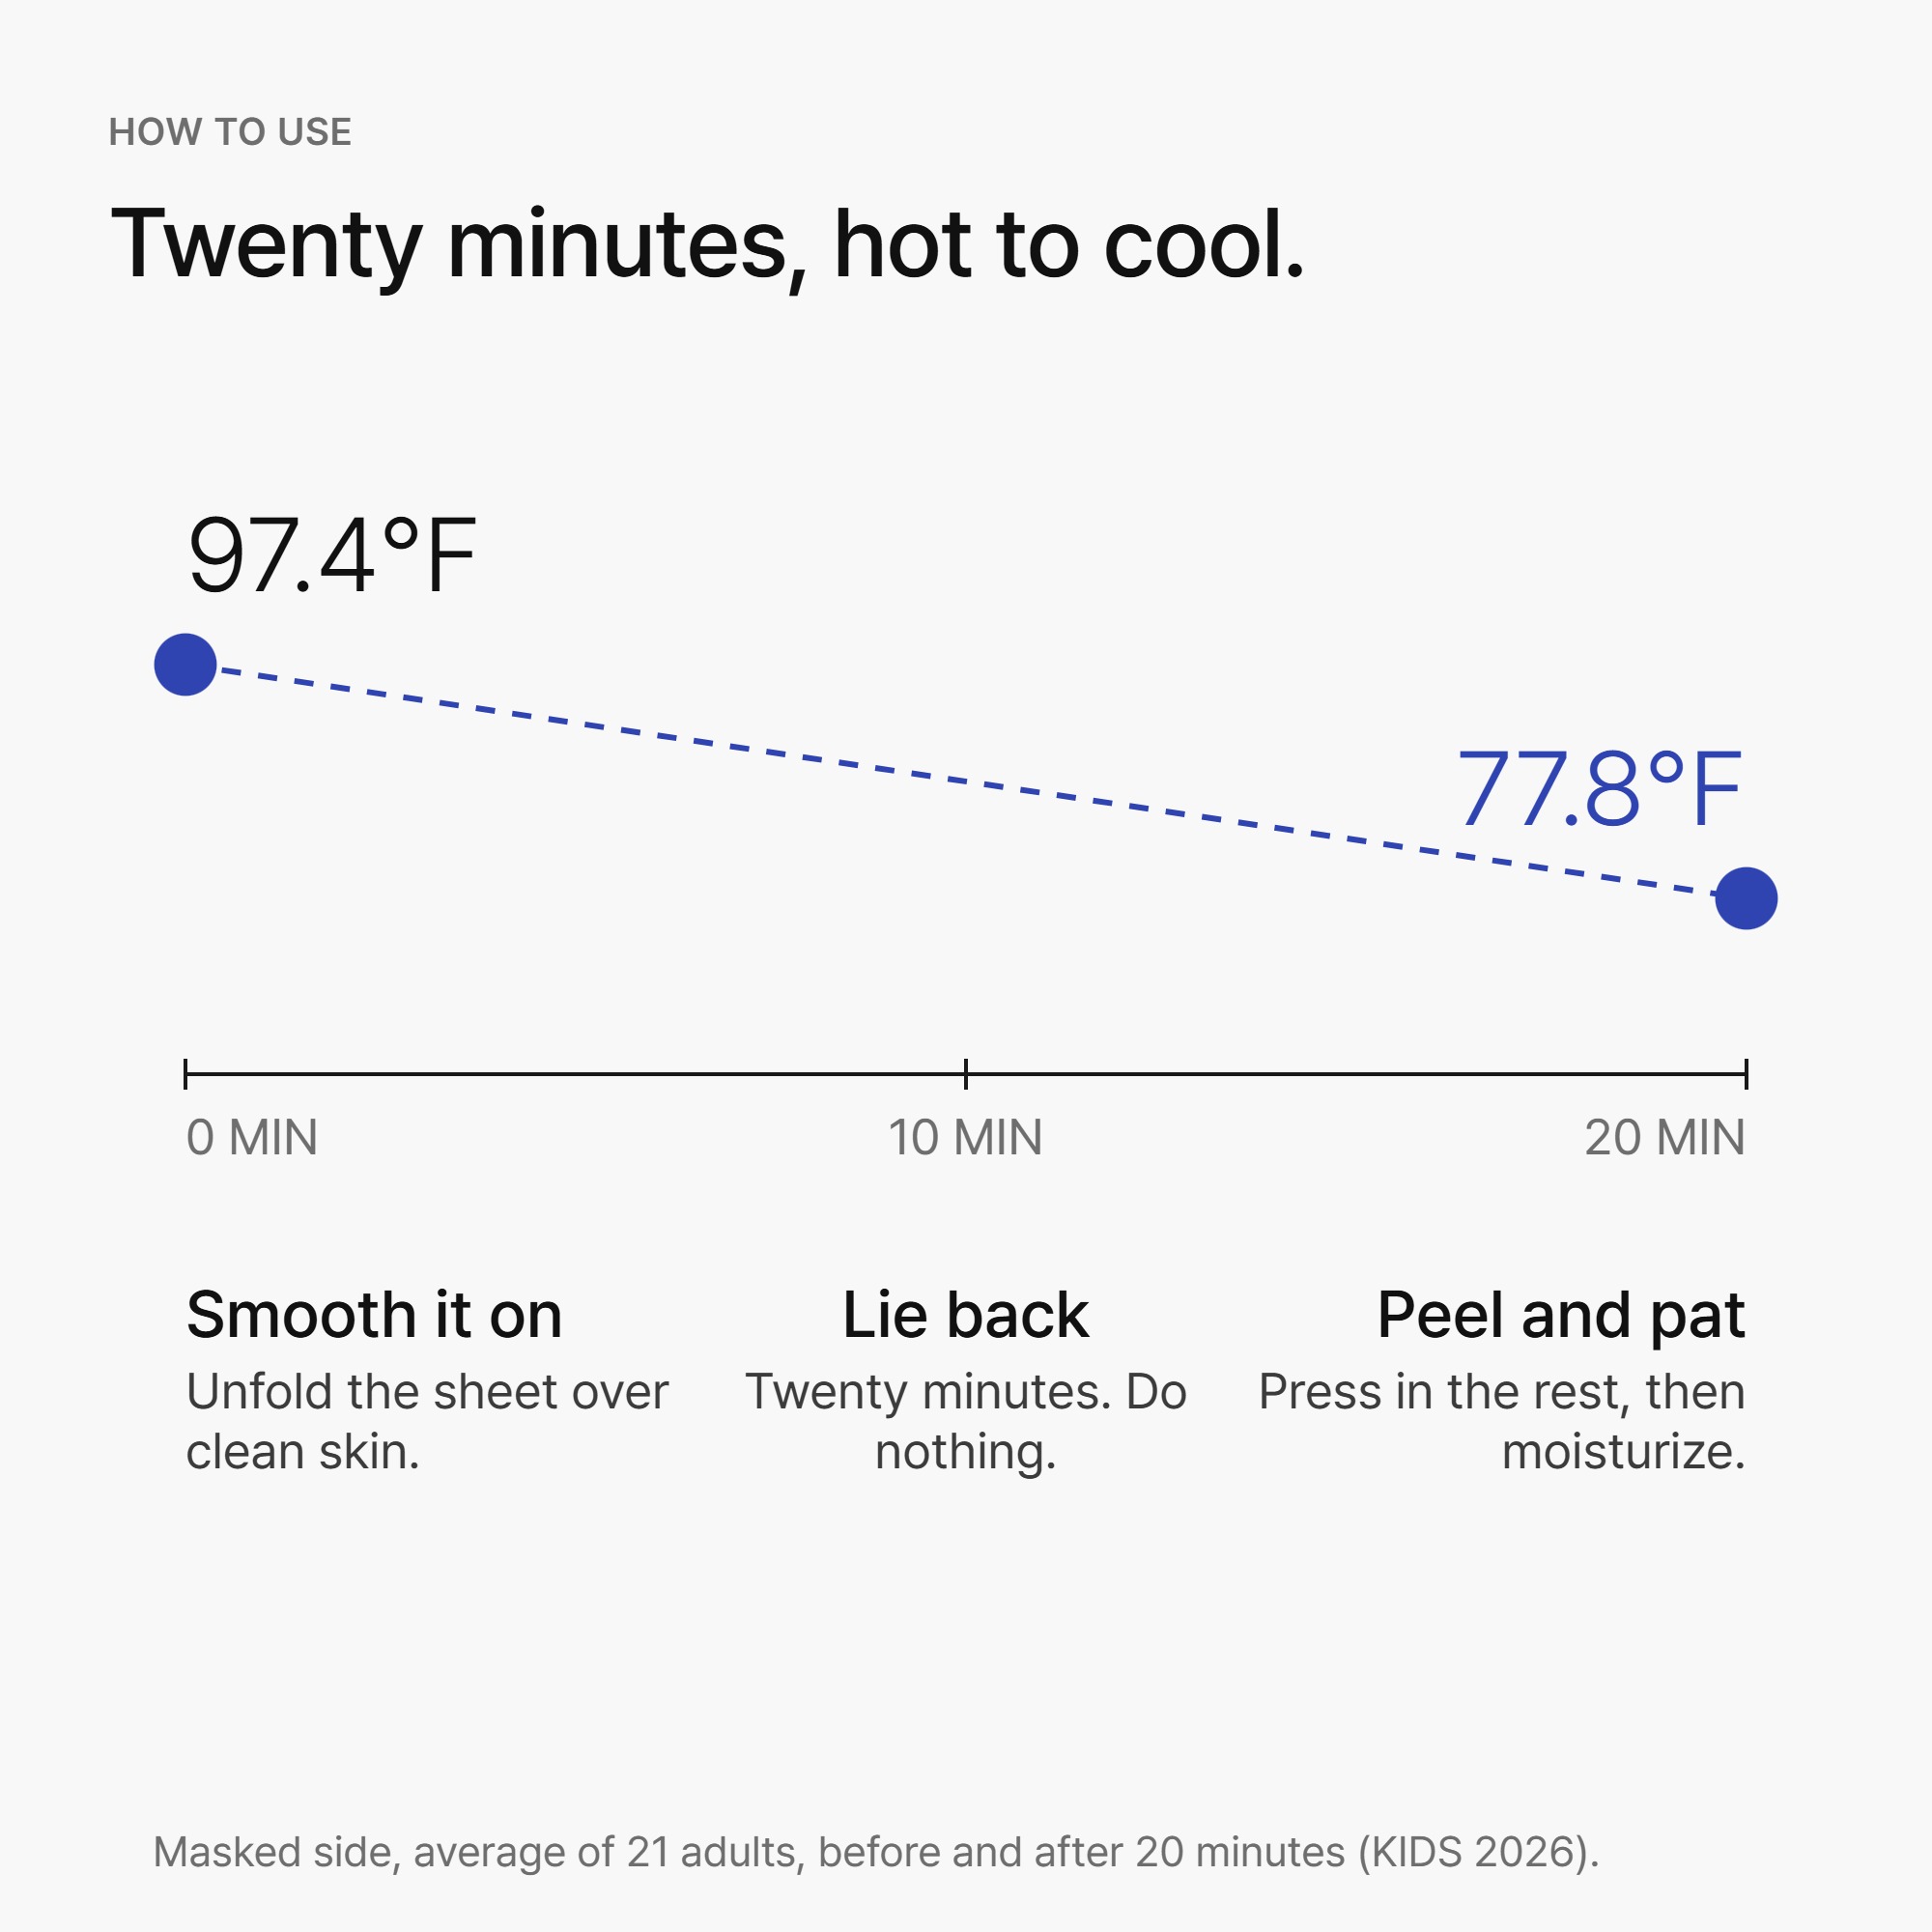 HOW TO USE
Twenty minutes, hot to cool.
97.4°F
77.8°F
0 MIN
10 MIN
20 MIN
Smooth it on
Unfold the sheet over
clean skin.
Lie back
Twenty minutes. Do
nothing.
Peel and pat
Press in the rest, then
moisturize.
Masked side, average of 21 adults, before and after 20 minutes (KIDS 2026).